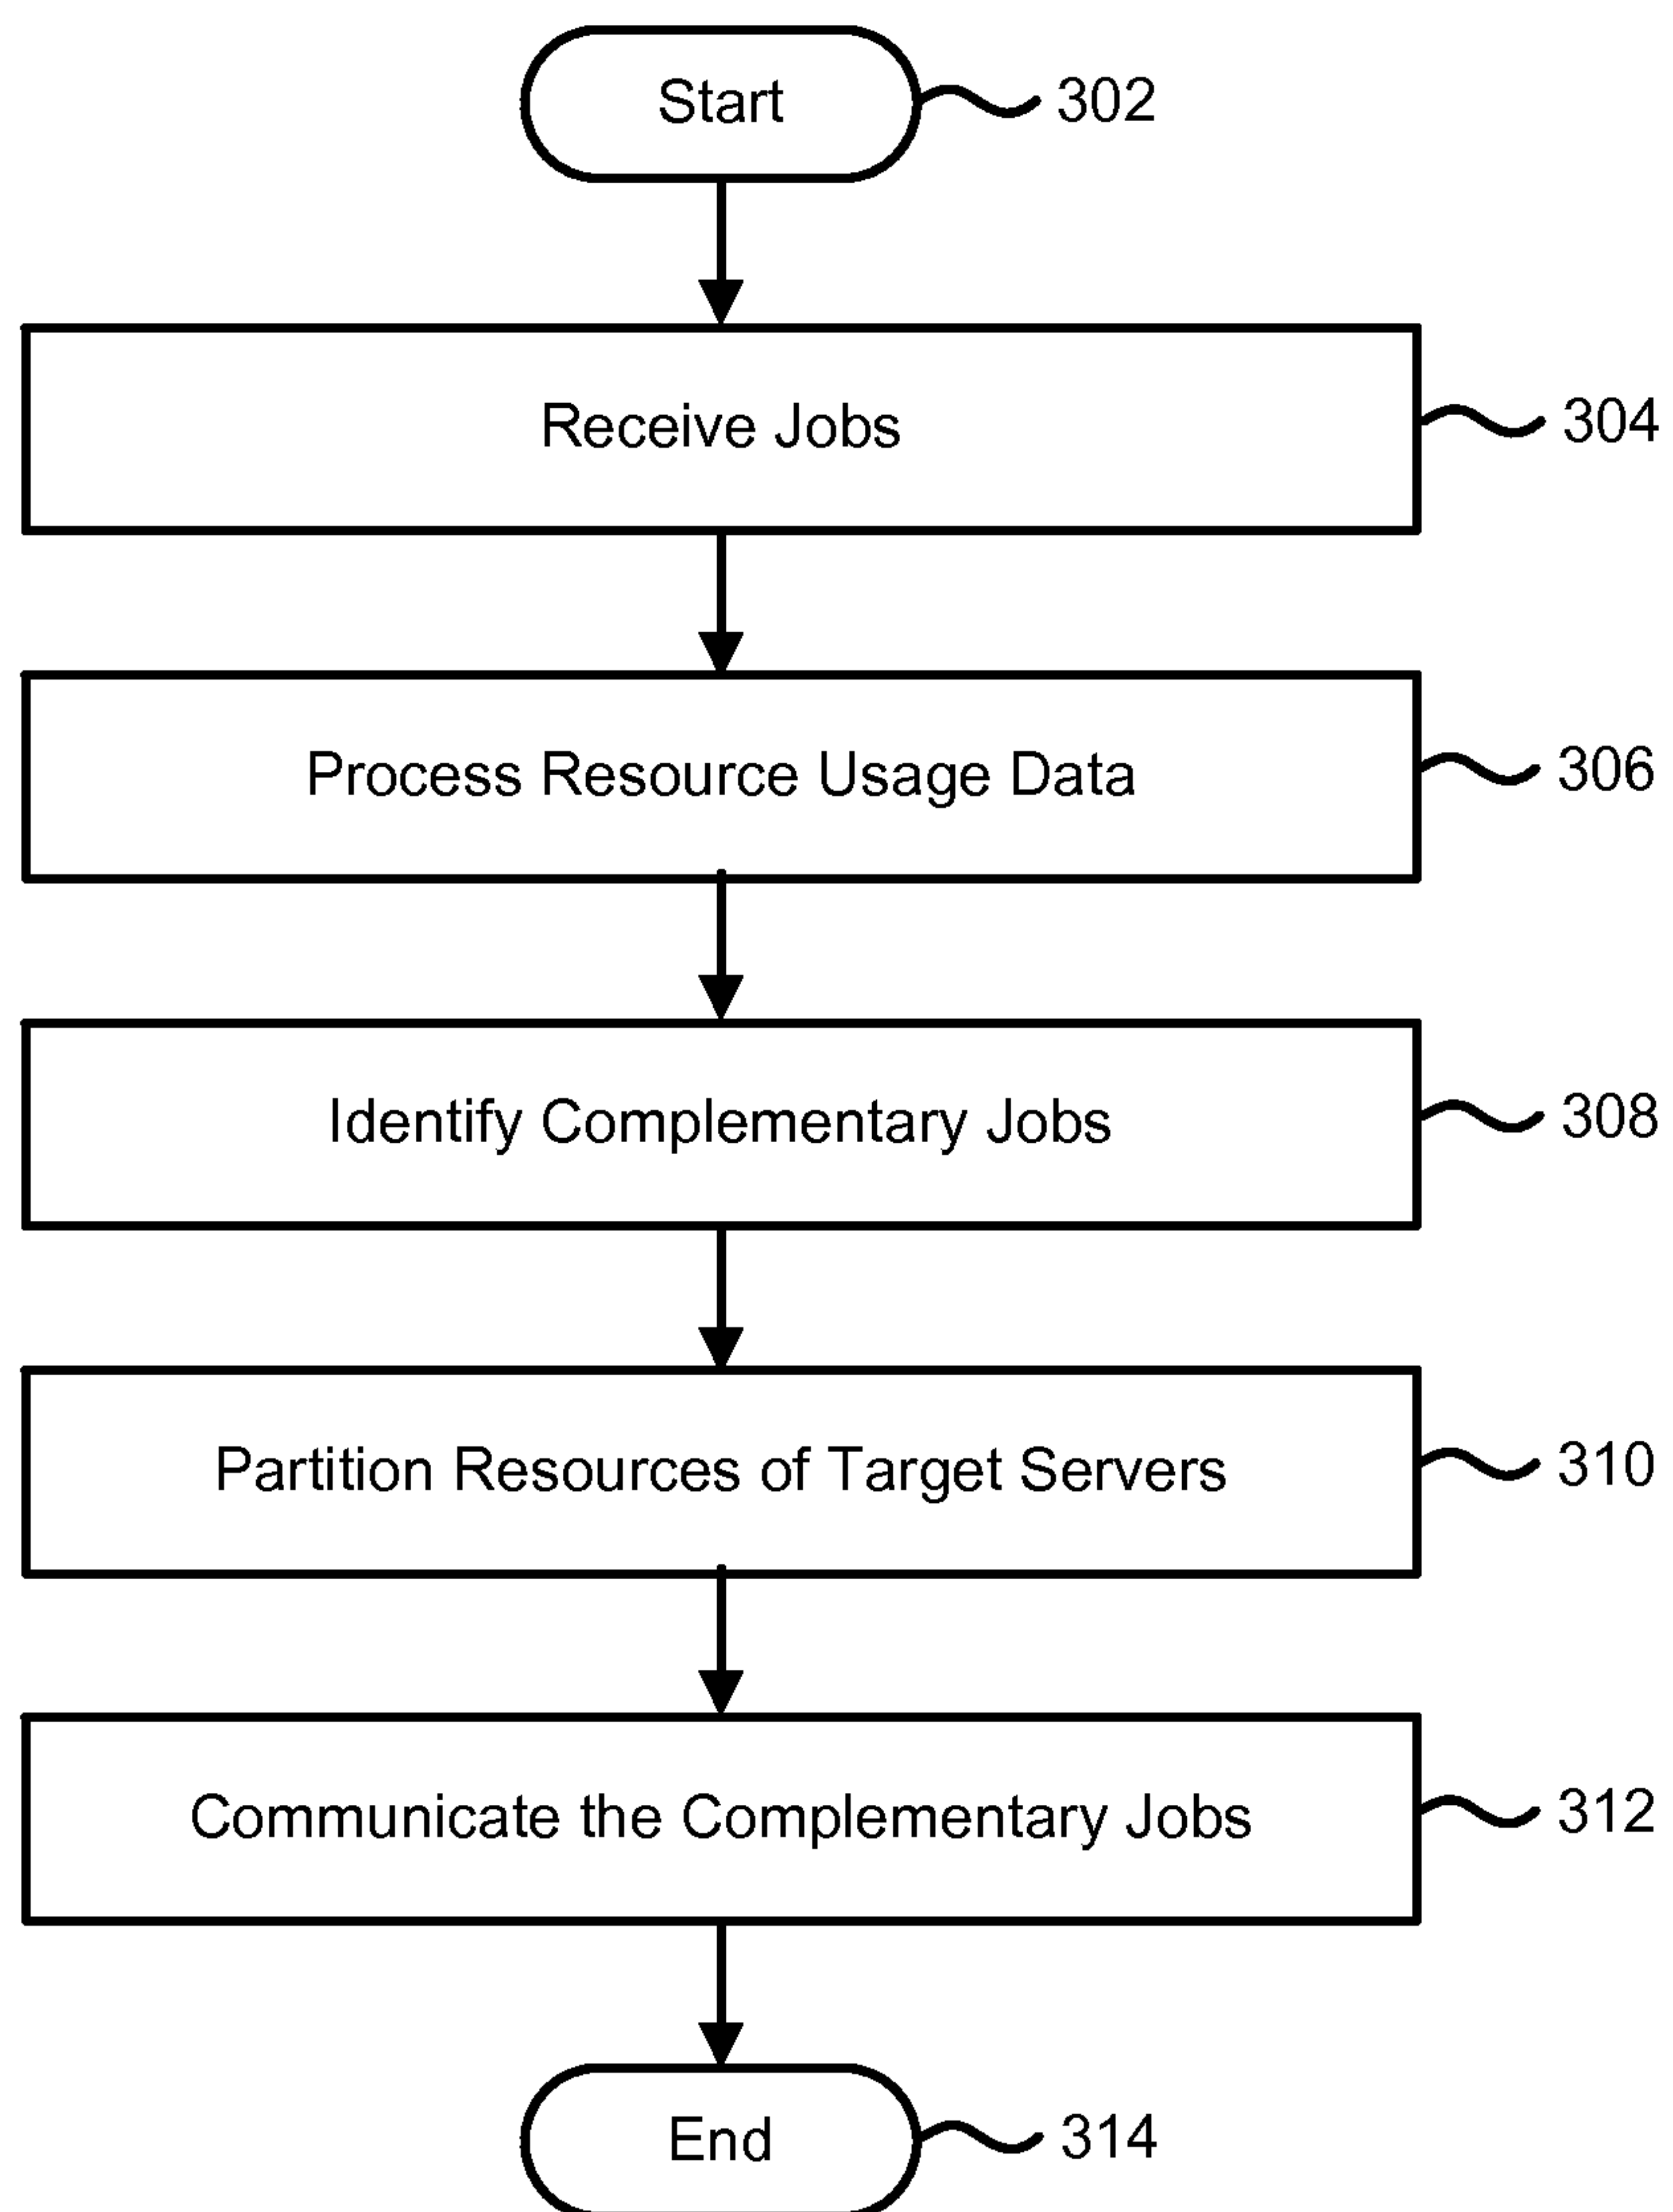 Start
302
Receive Jobs
304
Process Resource Usage Data
306
Identify Complementary Jobs
308
Partition Resources of Target Servers
310
Communicate the Complementary Jobs
312
End
314